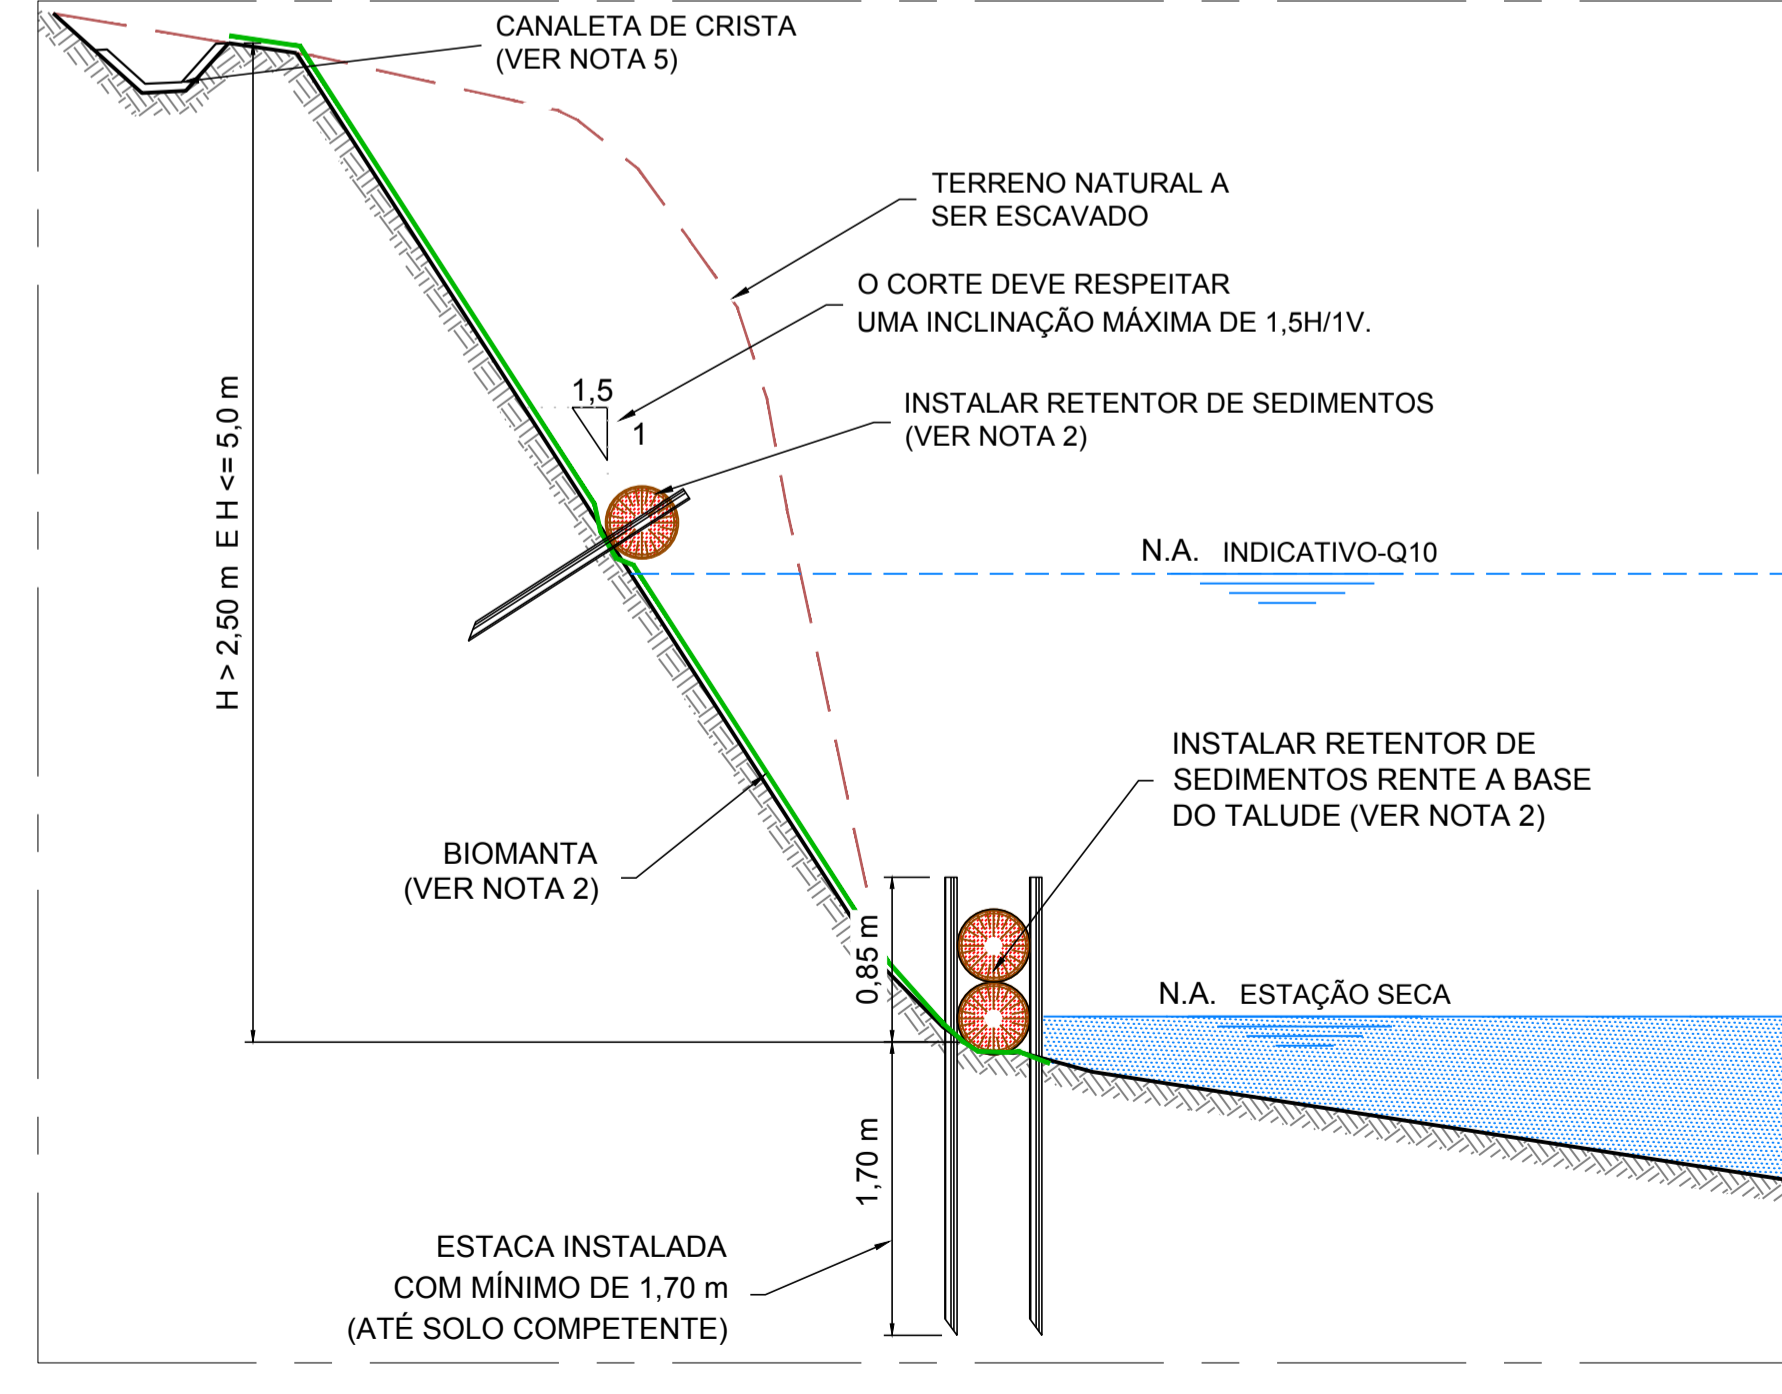 CANALETA DE CRISTA
(VER NOTA 5)
TERRENO NATURAL A
SER ESCAVADO
O CORTE DEVE RESPEITAR
UMA INCLINAÇÃO MÁXIMA DE 1,5H/1V.
1,5
1
INSTALAR RETENTOR DE SEDIMENTOS
(VER NOTA 2)
H > 2,50 m E H <= 5,0 m
N.A. INDICATIVO-Q10
INSTALAR RETENTOR DE
SEDIMENTOS RENTE A BASE
DO TALUDE (VER NOTA 2)
BIOMANTA
(VER NOTA 2)
0,85 m
N.A. ESTAÇÃO SECA
1,70 m
ESTACA INSTALADA
COM MÍNIMO DE 1,70 m
(ATÉ SOLO COMPETENTE)